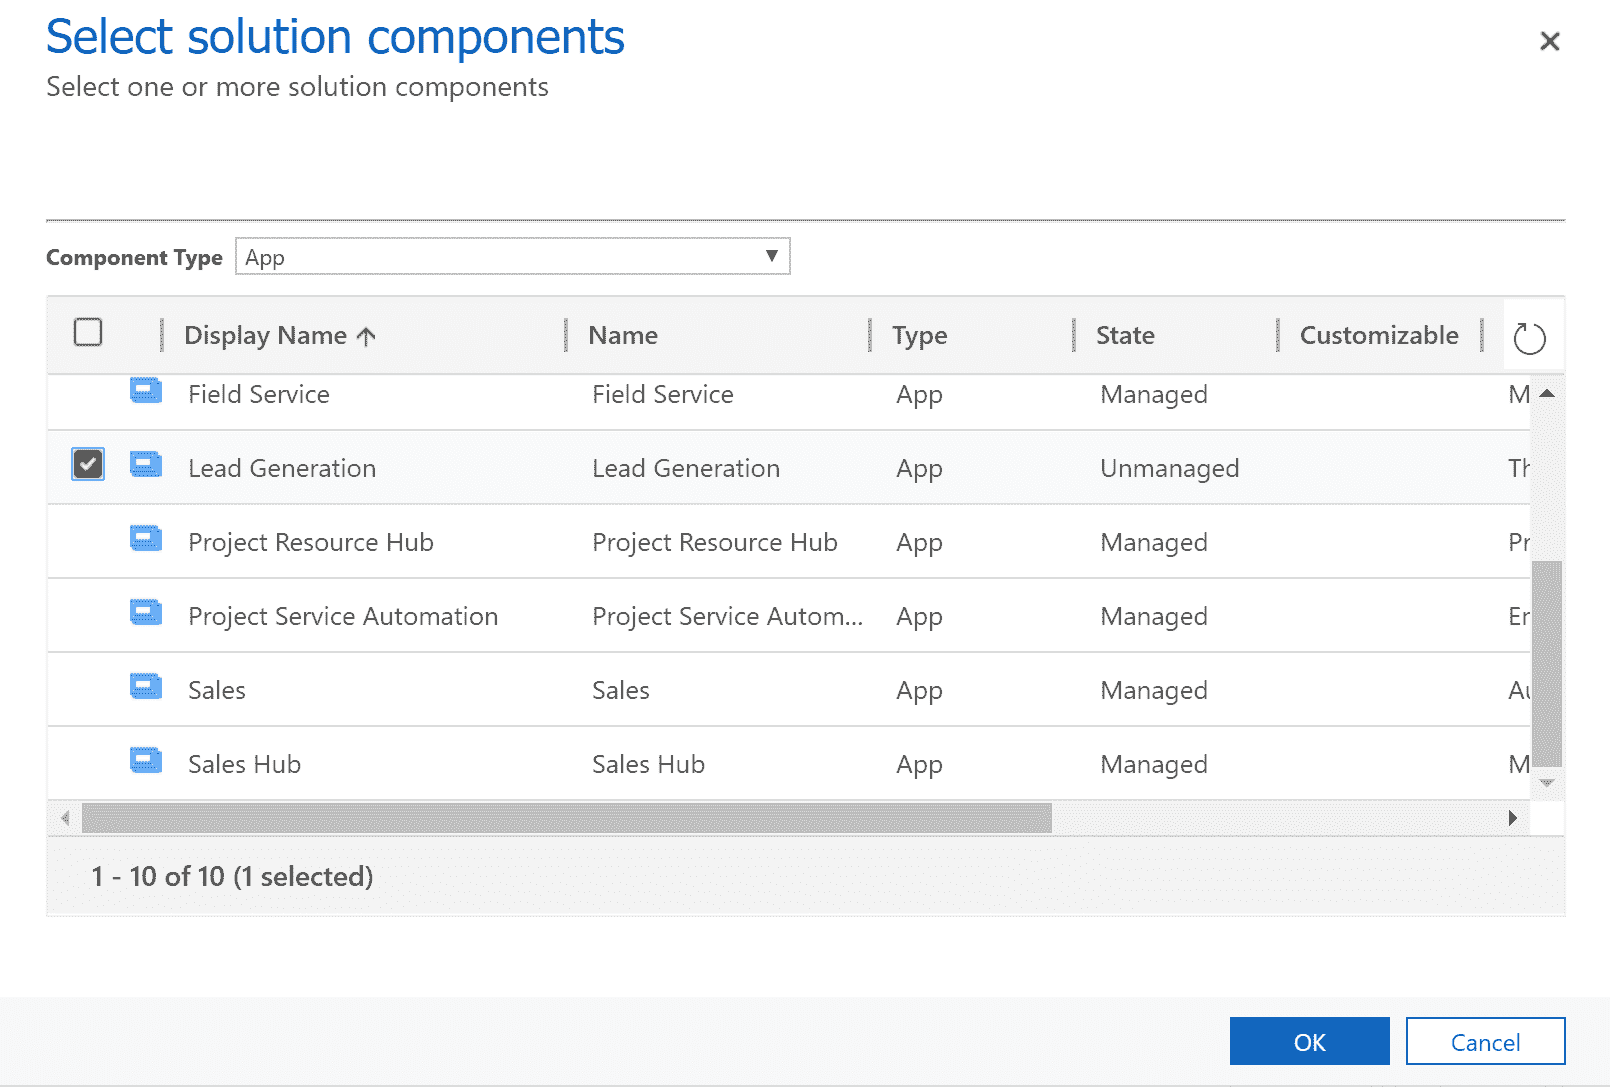 Select solution components
Select one or more solution components
Component Type App
Display Name Name Type State Customizable
Field Service Field Service App Managed M
Lead Generation Lead Generation App Unmanaged Th
Project Resource Hub Project Resource Hub App Managed Pr
Project Service Automation Project Service Autom... App Managed Er
Sales Sales App Managed Au
Sales Hub Sales Hub App Managed M
1 - 10 of 10 (1 selected)
OK Cancel